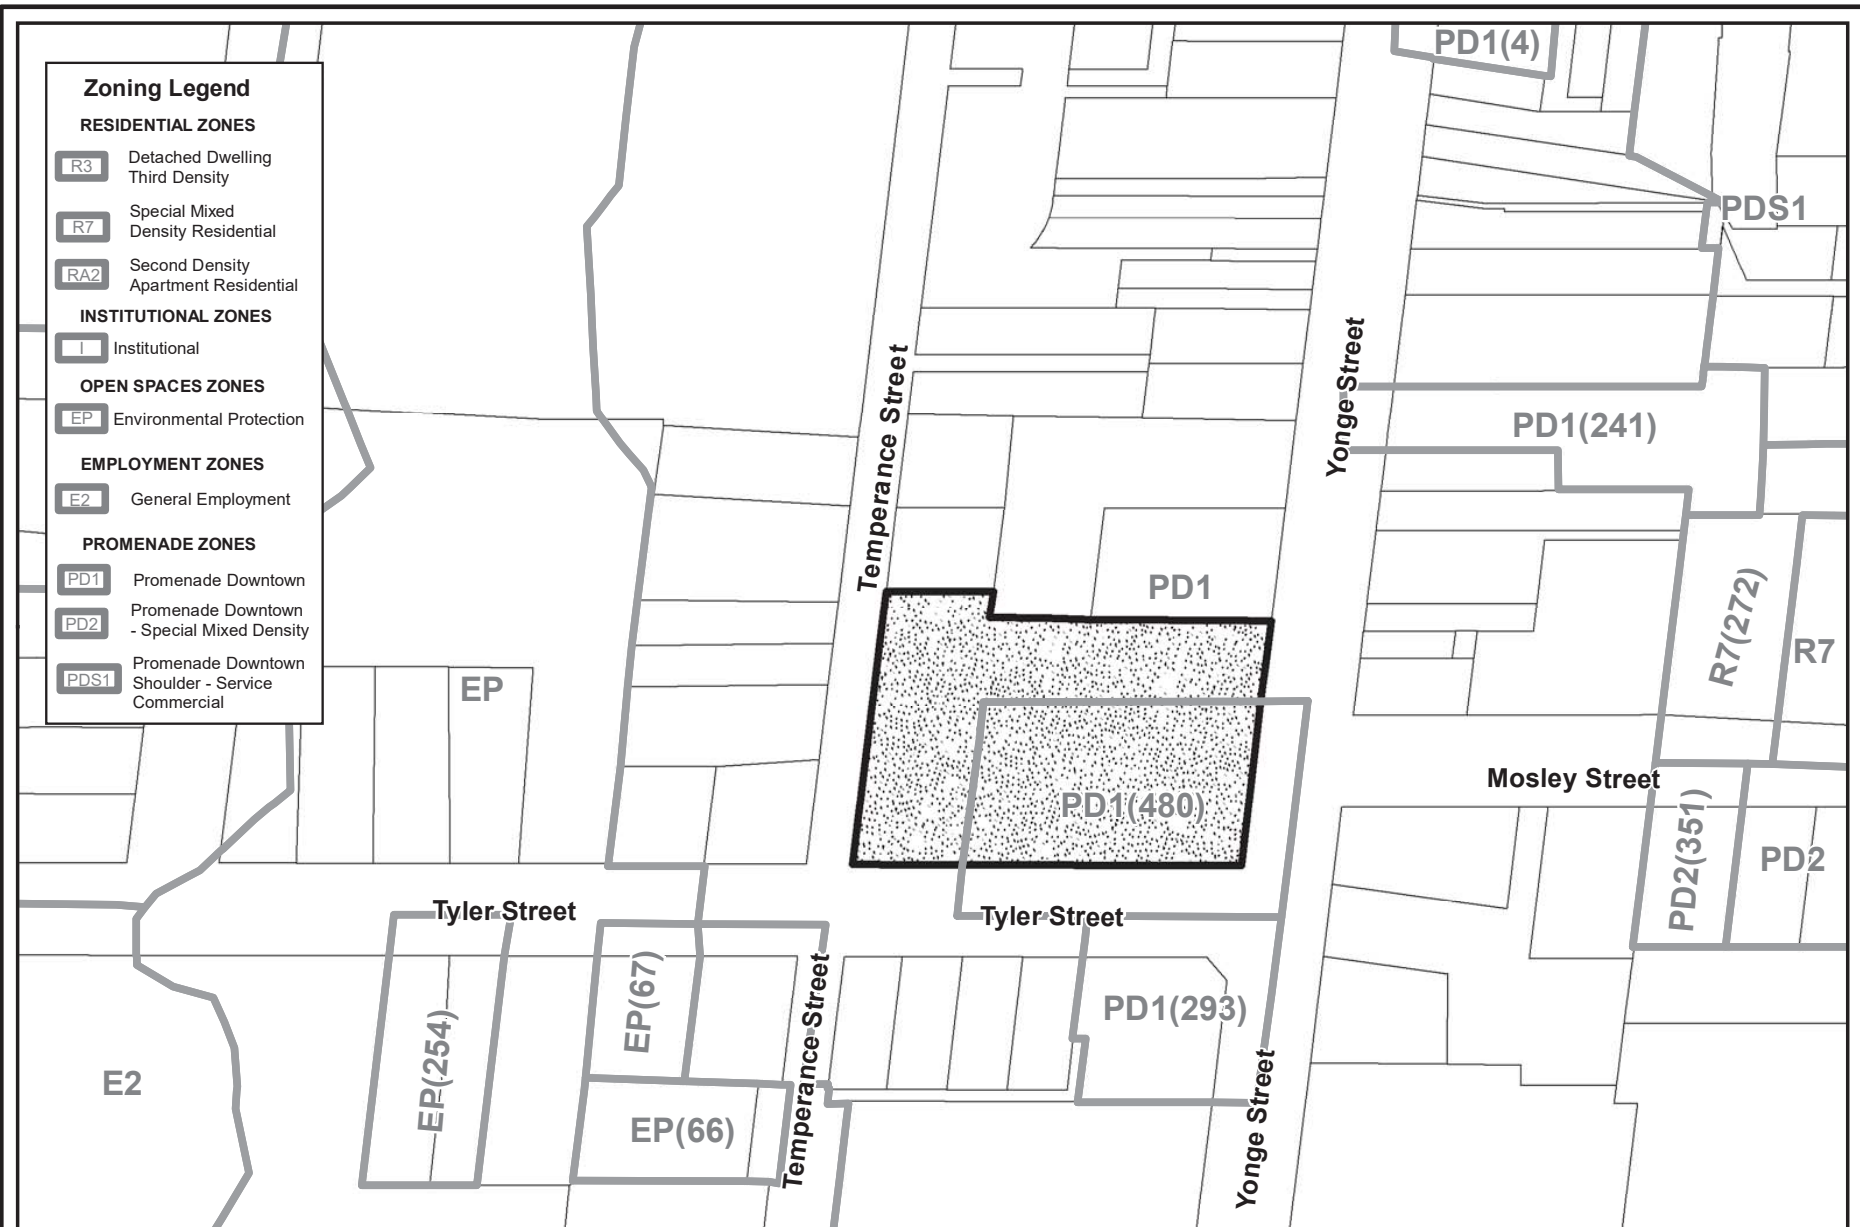 Zoning Legend
RESIDENTIAL ZONES
R3
Detached Dwelling
Third Density
R7
Special Mixed
Density Residential
RA2
Second Density
Apartment Residential
INSTITUTIONAL ZONES
I
Institutional
OPEN SPACES ZONES
EP
Environmental Protection
EMPLOYMENT ZONES
E2
General Employment
PROMENADE ZONES
PD1
Promenade Downtown
PD2
Promenade Downtown
- Special Mixed Density
PDS1
Promenade Downtown
Shoulder - Service
Commercial
PD1(4)
PDS1
Temperance Street
Yonge Street
PD1(241)
PD1
R7(272)
R7
EP
Mosley Street
PD1(480)
PD2(351)
PD2
Tyler Street
Tyler Street
EP(67)
Temperance Street
PD1(293)
E2
EP(254)
EP(66)
Yonge Street